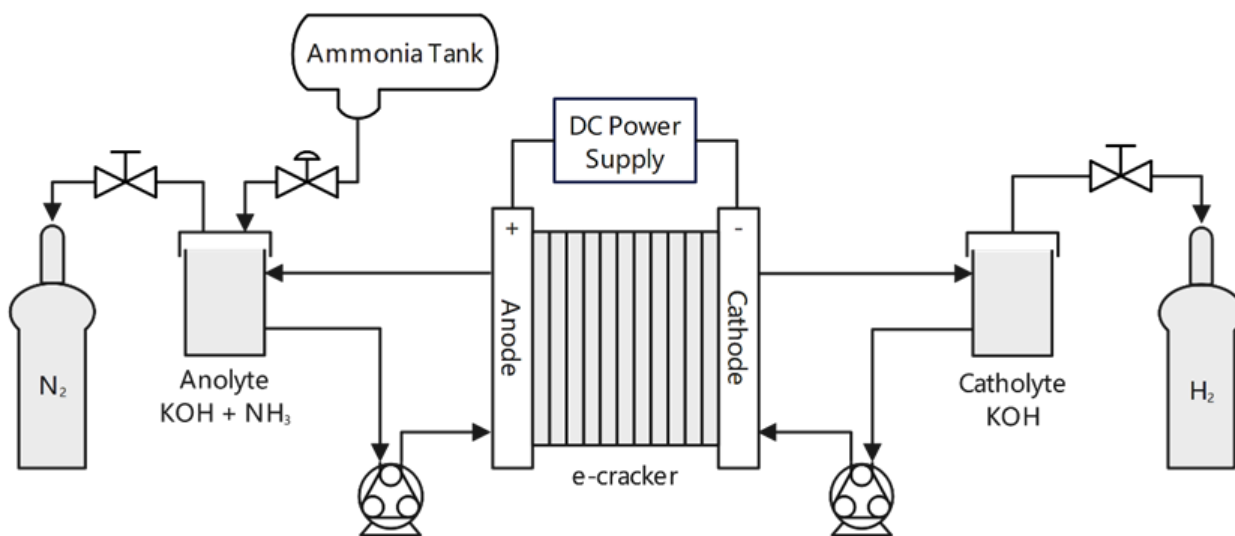 Ammonia Tank
DC Power
Supply
+
-
Anode
Cathode
N₂
Anolyte
KOH + NH₃
e-cracker
Catholyte
KOH
H₂